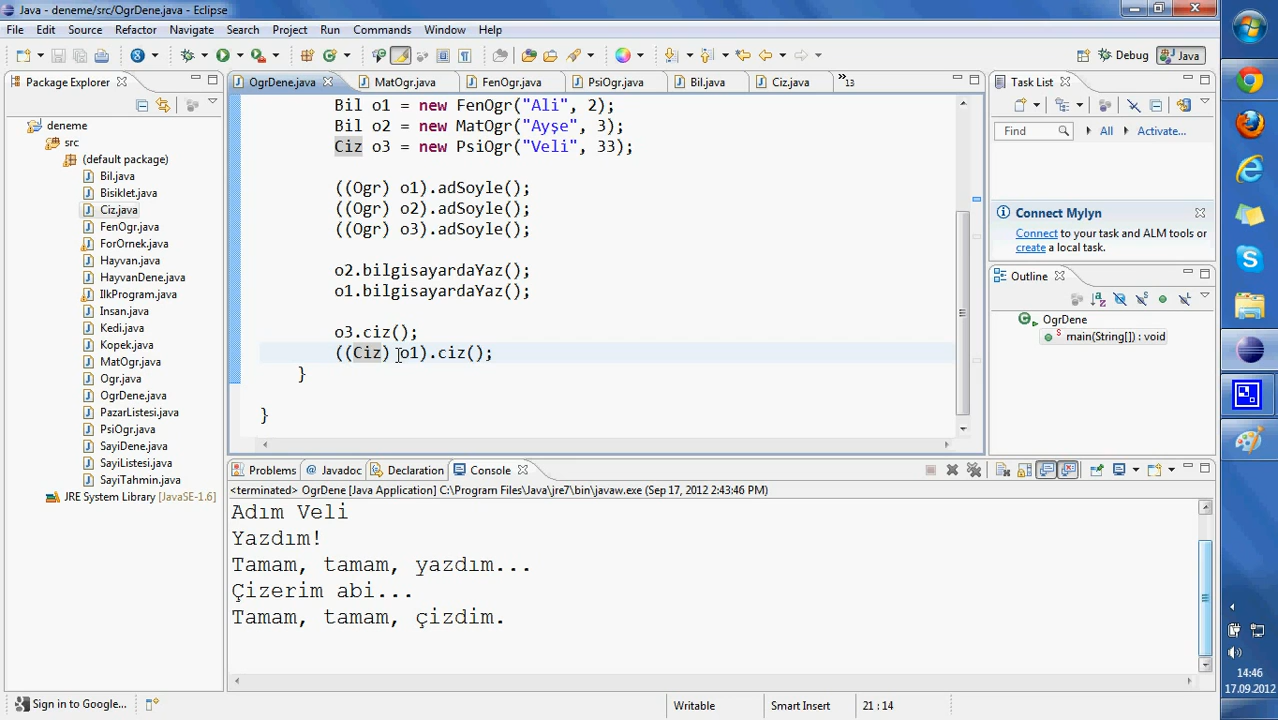 Java - deneme/src/OgrDene.java - Eclipse
File Edit Source Refactor Navigate Search Project Run Commands Window Help
Debug Java
Package Explorer
OgrDene.java MatOgr.java FenOgr.java PsiOgr.java Bil.java Ciz.java »13
Task List
deneme
src
(default package)
Bil.java
Bisiklet.java
Ciz.java
FenOgr.java
ForOrnek.java
Hayvan.java
HayvanDene.java
IlkProgram.java
Insan.java
Kedi.java
Kopek.java
MatOgr.java
Ogr.java
OgrDene.java
PazarListesi.java
PsiOgr.java
SayiDene.java
SayiListesi.java
SayiTahmin.java
JRE System Library [JavaSE-1.6]
Bil o1 = new FenOgr("Ali", 2);
Bil o2 = new MatOgr("Ayşe", 3);
Ciz o3 = new PsiOgr("Veli", 33);
((Ogr) o1).adSoyle();
((Ogr) o2).adSoyle();
((Ogr) o3).adSoyle();
o2.bilgisayardaYaz();
o1.bilgisayardaYaz();
o3.ciz();
((Ciz) o1).ciz();
}
}
Find All Activate...
Connect Mylyn
Connect to your task and ALM tools or
create a local task.
Outline
OgrDene
main(String[]) : void
Problems Javadoc Declaration Console
<terminated> OgrDene [Java Application] C:\Program Files\Java\jre7\bin\javaw.exe (Sep 17, 2012 2:43:46 PM)
Adım Veli
Yazdım!
Tamam, tamam, yazdım...
Çizerim abi...
Tamam, tamam, çizdim.
Sign in to Google...
Writable Smart Insert 21 : 14
14:46
17.09.2012